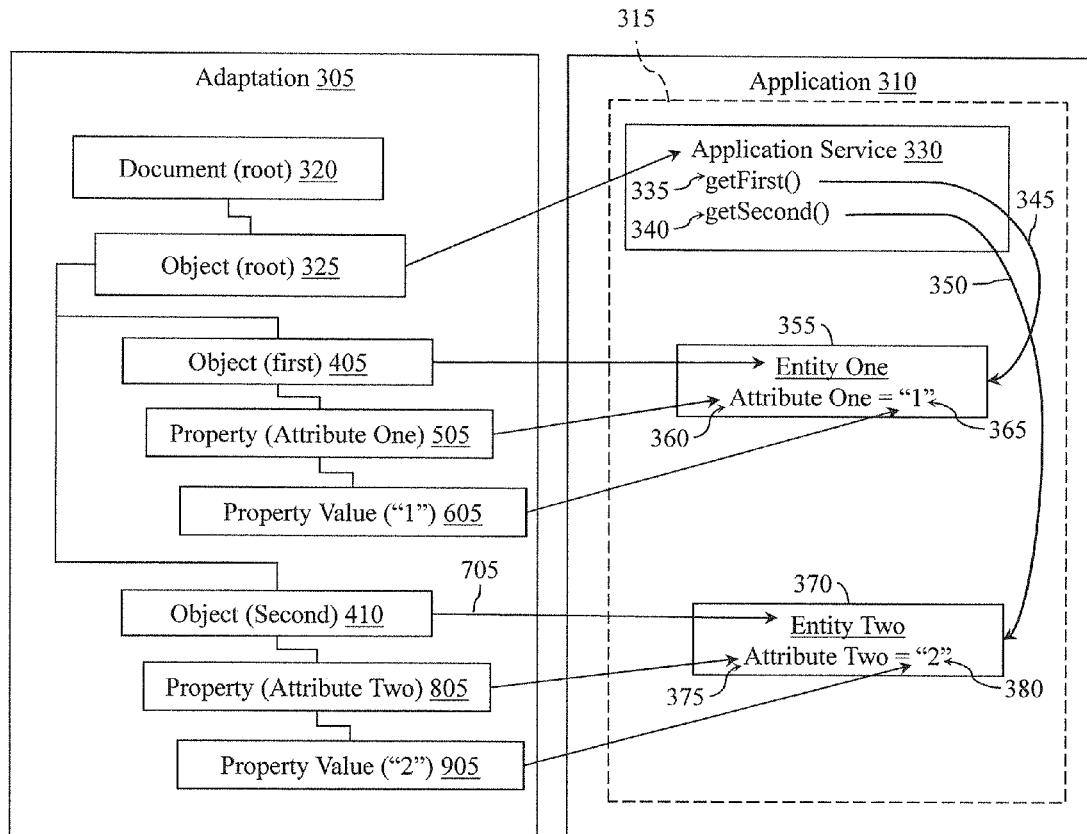 315
Adaptation 305
Application 310
Document (root) 320
Application Service 330
335
getFirst()
345
340
getSecond()
Object (root) 325
350
355
Object (first) 405
Entity One
Attribute One = “1”
Property (Attribute One) 505
360
365
Property Value (“1”) 605
705
370
Object (Second) 410
Entity Two
Attribute Two = “2”
Property (Attribute Two) 805
375
380
Property Value (“2”) 905